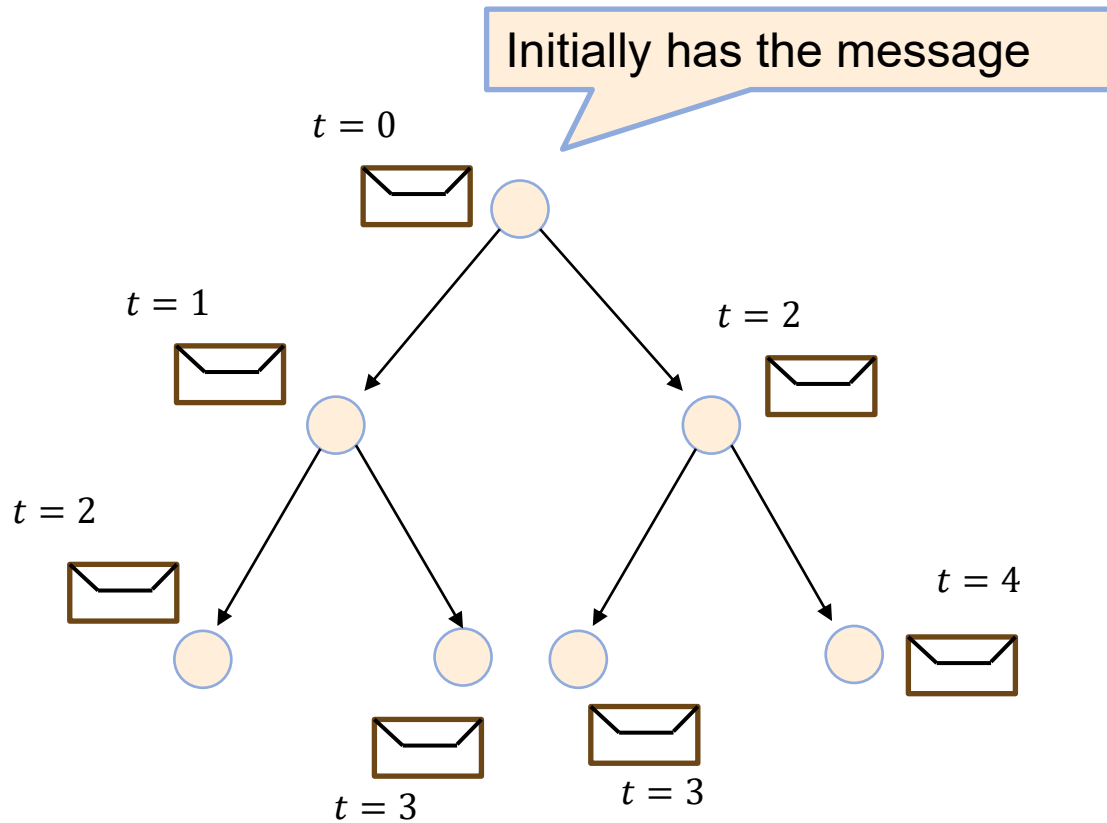 Initially has the message
t = 0
t = 1
t = 2
t = 2
t = 4
t = 3
t = 3